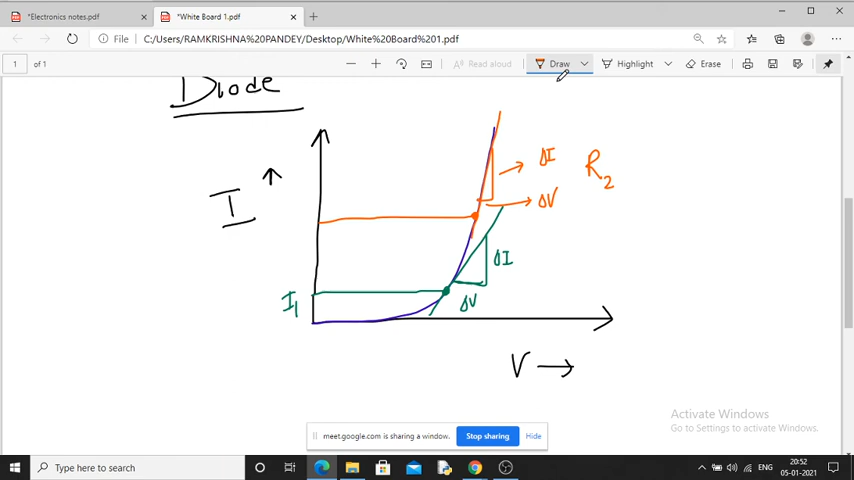 *Electronics notes.pdf
*White Board 1.pdf
File
C:/Users/RAMKRISHNA%20PANDEY/Desktop/White%20Board%201.pdf
1 of 1
Read aloud
Draw
Highlight
Erase
Diode
I
ΔI
R2
ΔV
ΔI
I1
ΔV
V
Activate Windows
Go to Settings to activate Windows.
meet.google.com is sharing a window.
Stop sharing
Hide
Type here to search
ENG
20:52
05-01-2021